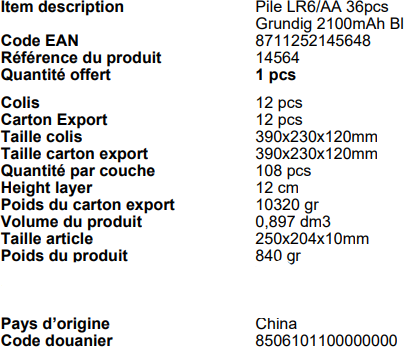 Item description Pile LR6/AA 36pcs
Grundig 2100mAh Bl
Code EAN 8711252145648
Référence du produit 14564
Quantité offert 1 pcs
Colis 12 pcs
Carton Export 12 pcs
Taille colis 390x230x120mm
Taille carton export 390x230x120mm
Quantité par couche 108 pcs
Height layer 12 cm
Poids du carton export 10320 gr
Volume du produit 0,897 dm3
Taille article 250x204x10mm
Poids du produit 840 gr
Pays d'origine China
Code douanier 8506101100000000